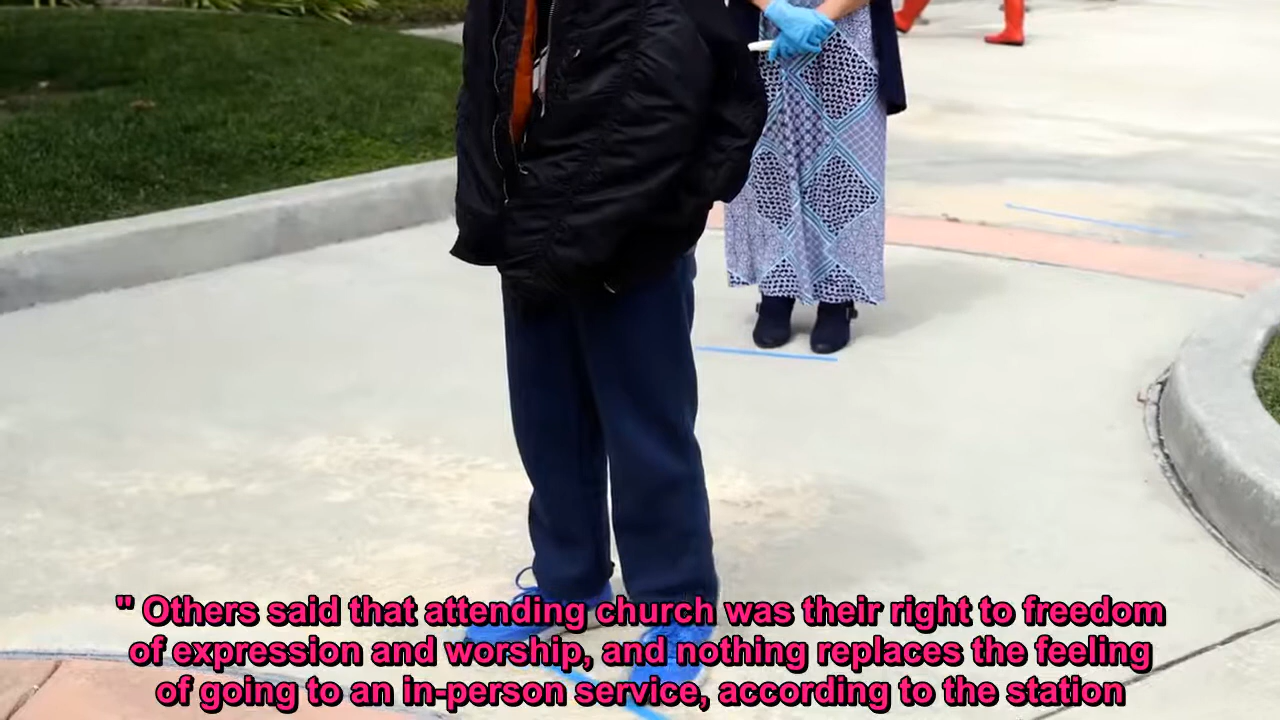 " Others said that attending church was their right to freedom
of expression and worship, and nothing replaces the feeling
of going to an in-person service, according to the station